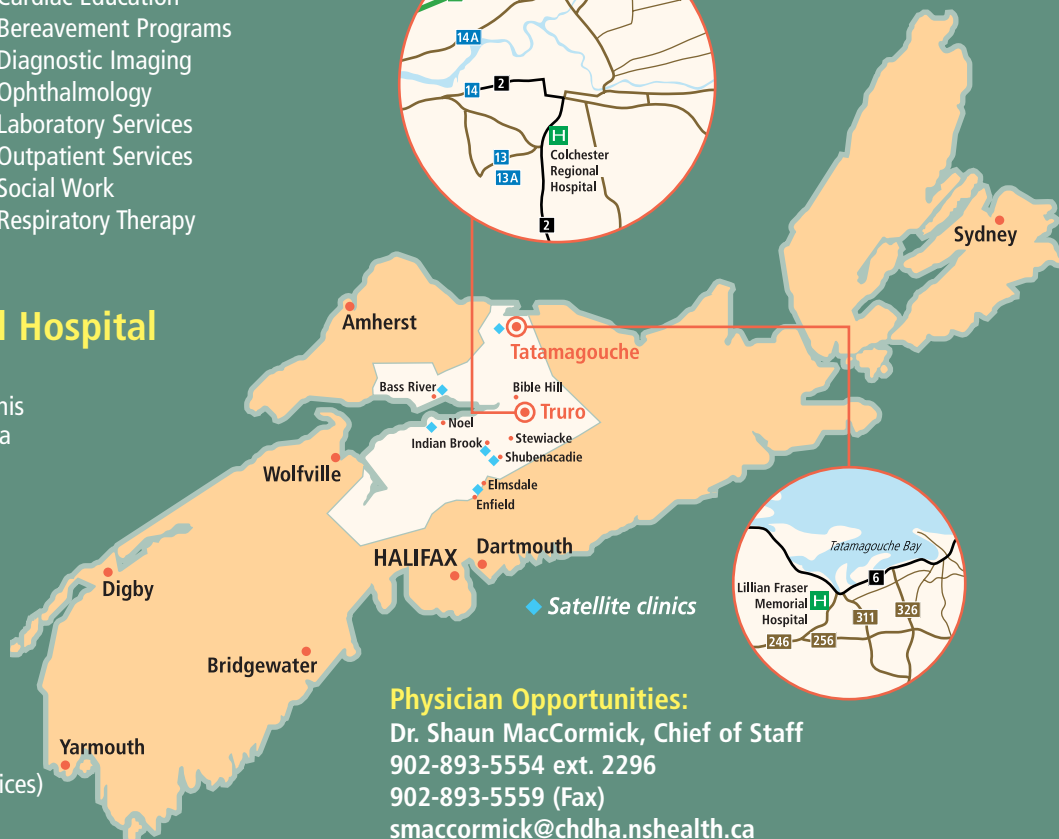 Cardiac Education
Bereavement Programs
Diagnostic Imaging
Ophthalmology
Laboratory Services
Outpatient Services
Social Work
Respiratory Therapy
Hospital
14A
14
2
13
13A
Colchester
Regional
Hospital
2
Sydney
Amherst
Tatamagouche
Bass River
Bible Hill
Truro
Noel
Indian Brook
Stewiacke
Shubenacadie
Wolfville
Elmsdale
Enfield
HALIFAX
Dartmouth
Digby
Satellite clinics
Tatamagouche Bay
6
Lillian Fraser
Memorial
Hospital
311
326
246
256
Bridgewater
Yarmouth
Physician Opportunities:
Dr. Shaun MacCormick, Chief of Staff
902-893-5554 ext. 2296
902-893-5559 (Fax)
smaccormick@chdha.nshealth.ca